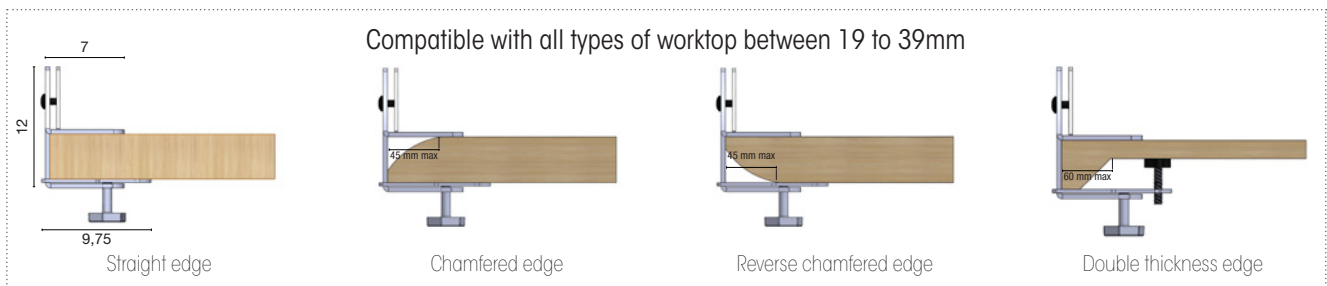 Compatible with all types of worktop between 19 to 39mm
7
12
9,75
Straight edge
45 mm max
Chamfered edge
45 mm max
Reverse chamfered edge
60 mm max
Double thickness edge